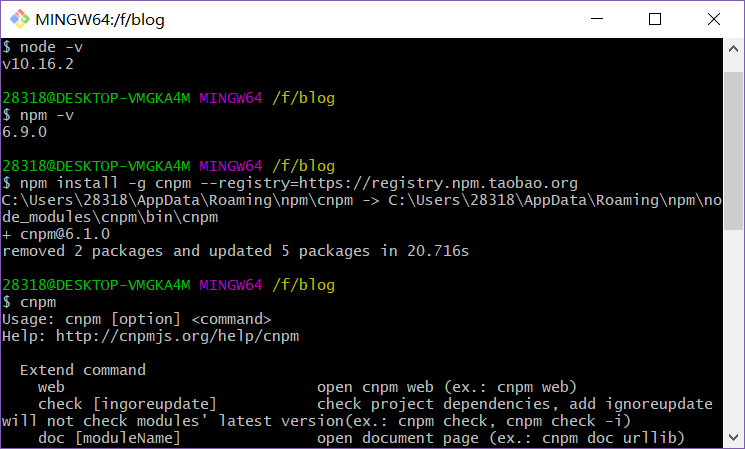 MINGW64:/f/blog
$ node -v
v10.16.2
28318@DESKTOP-VMGKA4M MINGW64 /f/blog
$ npm -v
6.9.0
28318@DESKTOP-VMGKA4M MINGW64 /f/blog
$ npm install -g cnpm --registry=https://registry.npm.taobao.org
C:\Users\28318\AppData\Roaming\npm\cnpm -> C:\Users\28318\AppData\Roaming\npm\no
de_modules\cnpm\bin\cnpm
+ cnpm@6.1.0
removed 2 packages and updated 5 packages in 20.716s
28318@DESKTOP-VMGKA4M MINGW64 /f/blog
$ cnpm
Usage: cnpm [option] <command>
Help: http://cnpmjs.org/help/cnpm
Extend command
web open cnpm web (ex.: cnpm web)
check [ingoreupdate] check project dependencies, add ignoreupdate
will not check modules' latest version(ex.: cnpm check, cnpm check -i)
doc [moduleName] open document page (ex.: cnpm doc urllib)